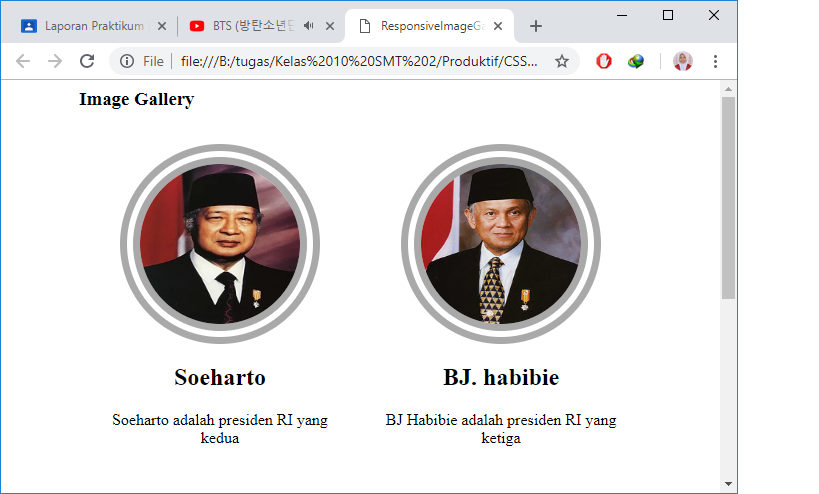 Laporan Praktikum
BTS (방탄소년단
ResponsiveImageGa
File
file:///B:/tugas/Kelas%2010%20SMT%202/Produktif/CSS...
Image Gallery
Soeharto
BJ. habibie
Soeharto adalah presiden RI yang
kedua
BJ Habibie adalah presiden RI yang
ketiga